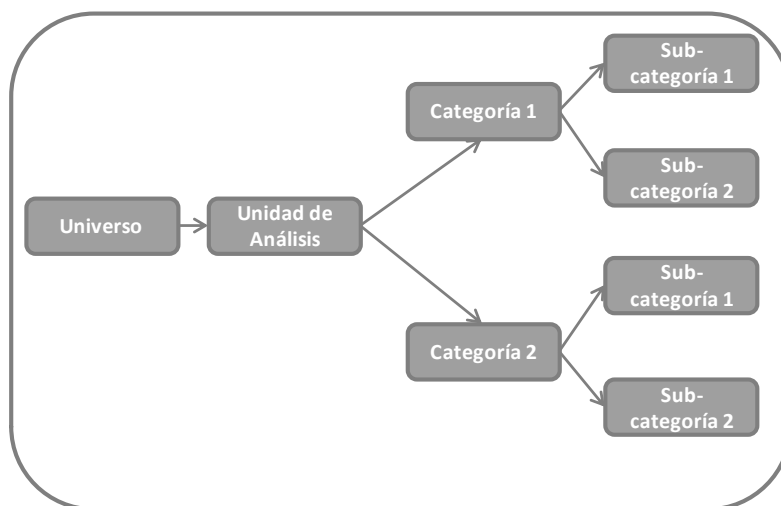 Sub-
categoría 1
Categoría 1
Sub-
categoría 2
Universo
Unidad de
Análisis
Sub-
categoría 1
Categoría 2
Sub-
categoría 2